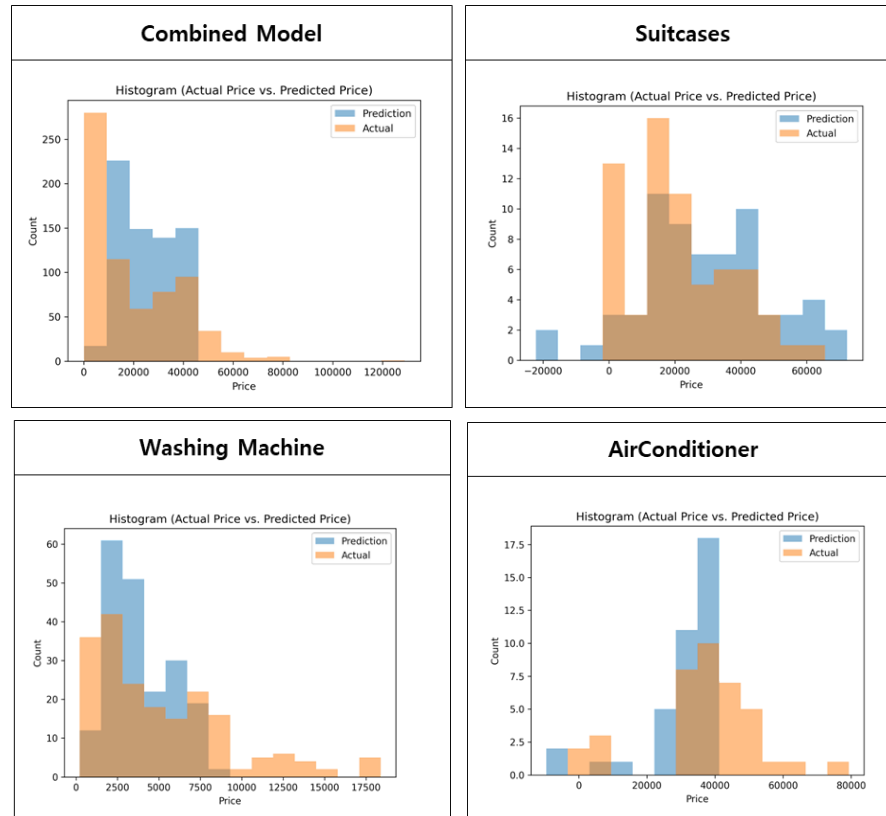 Combined Model
Histogram (Actual Price vs. Predicted Price)
Prediction
Actual
250
200
150
100
50
0
Count
0 20000 40000 60000 80000 100000 120000
Price
Suitcases
Histogram (Actual Price vs. Predicted Price)
Prediction
Actual
16
14
12
10
8
6
4
2
0
Count
−20000 0 20000 40000 60000
Price
Washing Machine
Histogram (Actual Price vs. Predicted Price)
Prediction
Actual
60
50
40
30
20
10
0
Count
0 2500 5000 7500 10000 12500 15000 17500
Price
AirConditioner
Histogram (Actual Price vs. Predicted Price)
Prediction
Actual
17.5
15.0
12.5
10.0
7.5
5.0
2.5
0.0
Count
0 20000 40000 60000 80000
Price